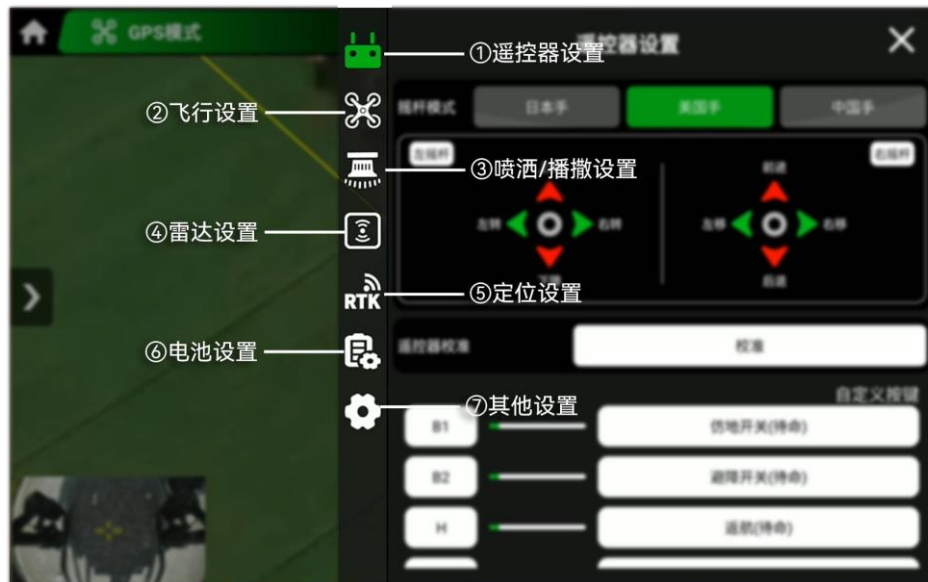 GPS模式
遥控器设置
①遥控器设置
②飞行设置
摇杆模式
日本手
美国手
中国手
左摇杆
右摇杆
③喷洒/播撒设置
前进
④雷达设置
左转
右转
左移
右移
下降
后退
RTK
⑤定位设置
⑥电池设置
遥控器校准
校准
自定义按键
⑦其他设置
B1
仿地开关(待命)
B2
避障开关(待命)
H
返航(待命)